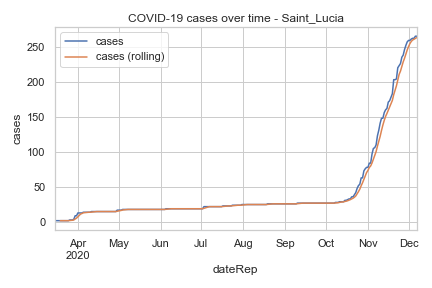 COVID-19 cases over time - Saint_Lucia
cases
cases (rolling)
cases
250
200
150
100
50
0
Apr
2020
May
Jun
Jul
Aug
Sep
Oct
Nov
Dec
dateRep